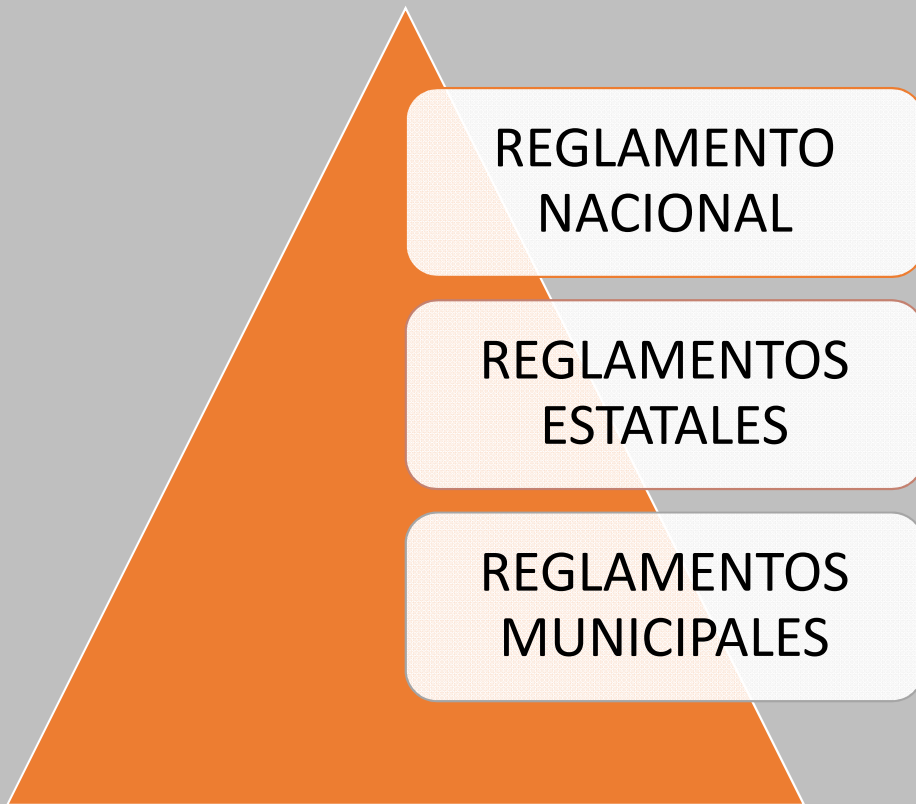 REGLAMENTO
NACIONAL
REGLAMENTOS
ESTATALES
REGLAMENTOS
MUNICIPALES